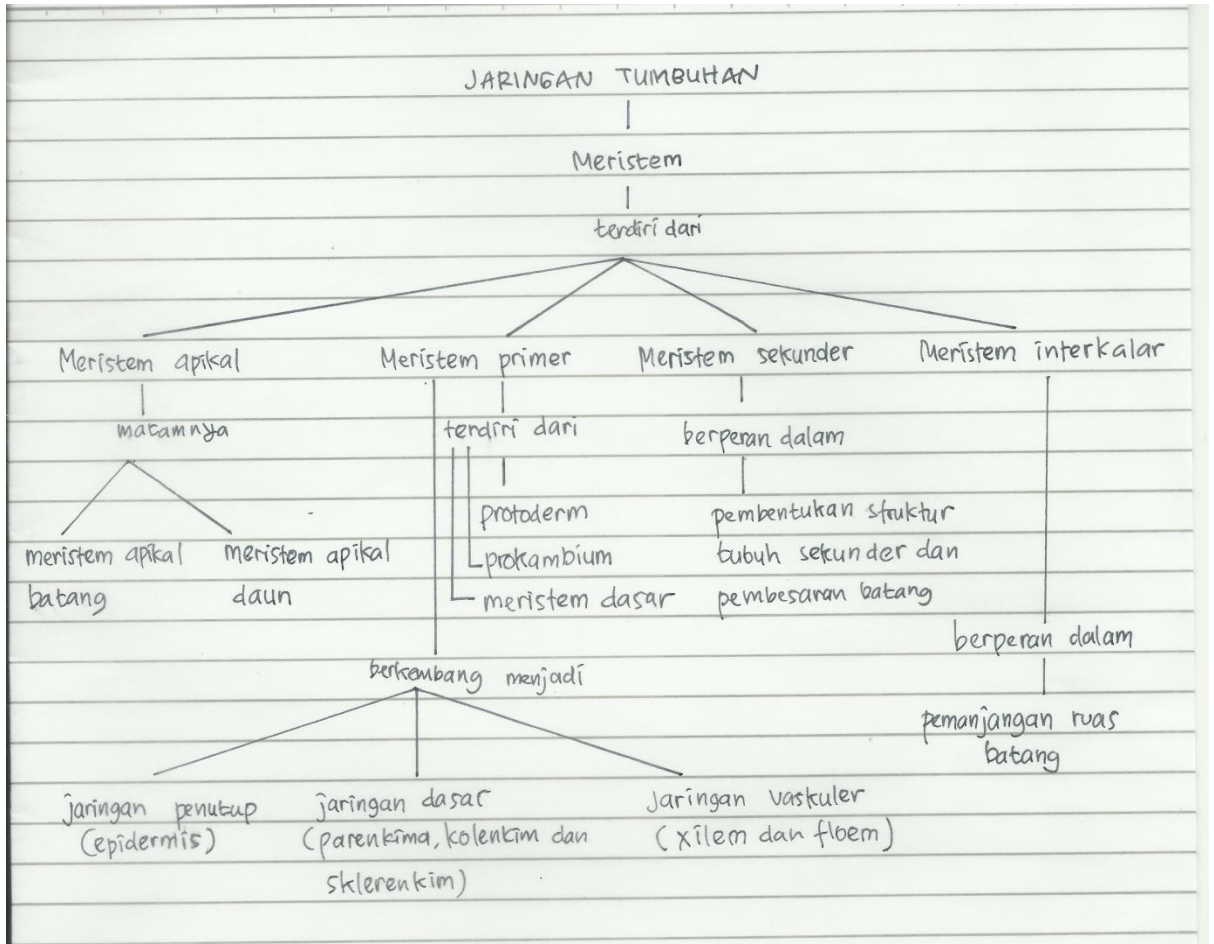 JARINGAN TUMBUHAN
Meristem
terdiri dari
Meristem apikal
Meristem primer
Meristem sekunder
Meristem interkalar
macamnya
terdiri dari
berperan dalam
protoderm
prokambium
meristem dasar
pembentukan struktur
tubuh sekunder dan
pembesaran batang
meristem apikal
batang
meristem apikal
daun
berperan dalam
pemanjangan ruas
batang
berkembang menjadi
jaringan penutup
(epidermis)
jaringan dasar
(parenkima, kolenkim dan
sklerenkim)
Jaringan vaskuler
(xilem dan floem)